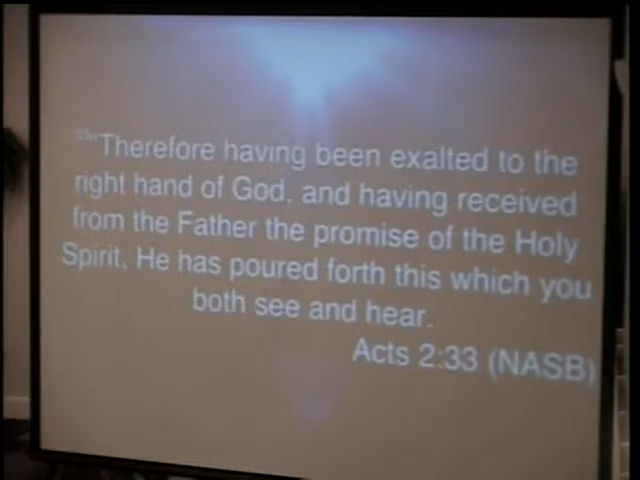 "Therefore having been exalted to the
right hand of God, and having received
from the Father the promise of the Holy
Spirit, He has poured forth this which you
both see and hear.
Acts 2:33 (NASB)